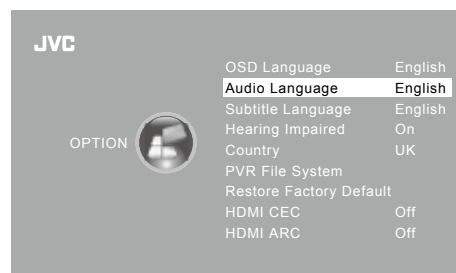 JVC
OPTION
OSD Language English
Audio Language English
Subtitle Language English
Hearing Impaired On
Country UK
PVR File System
Restore Factory Default
HDMI CEC Off
HDMI ARC Off